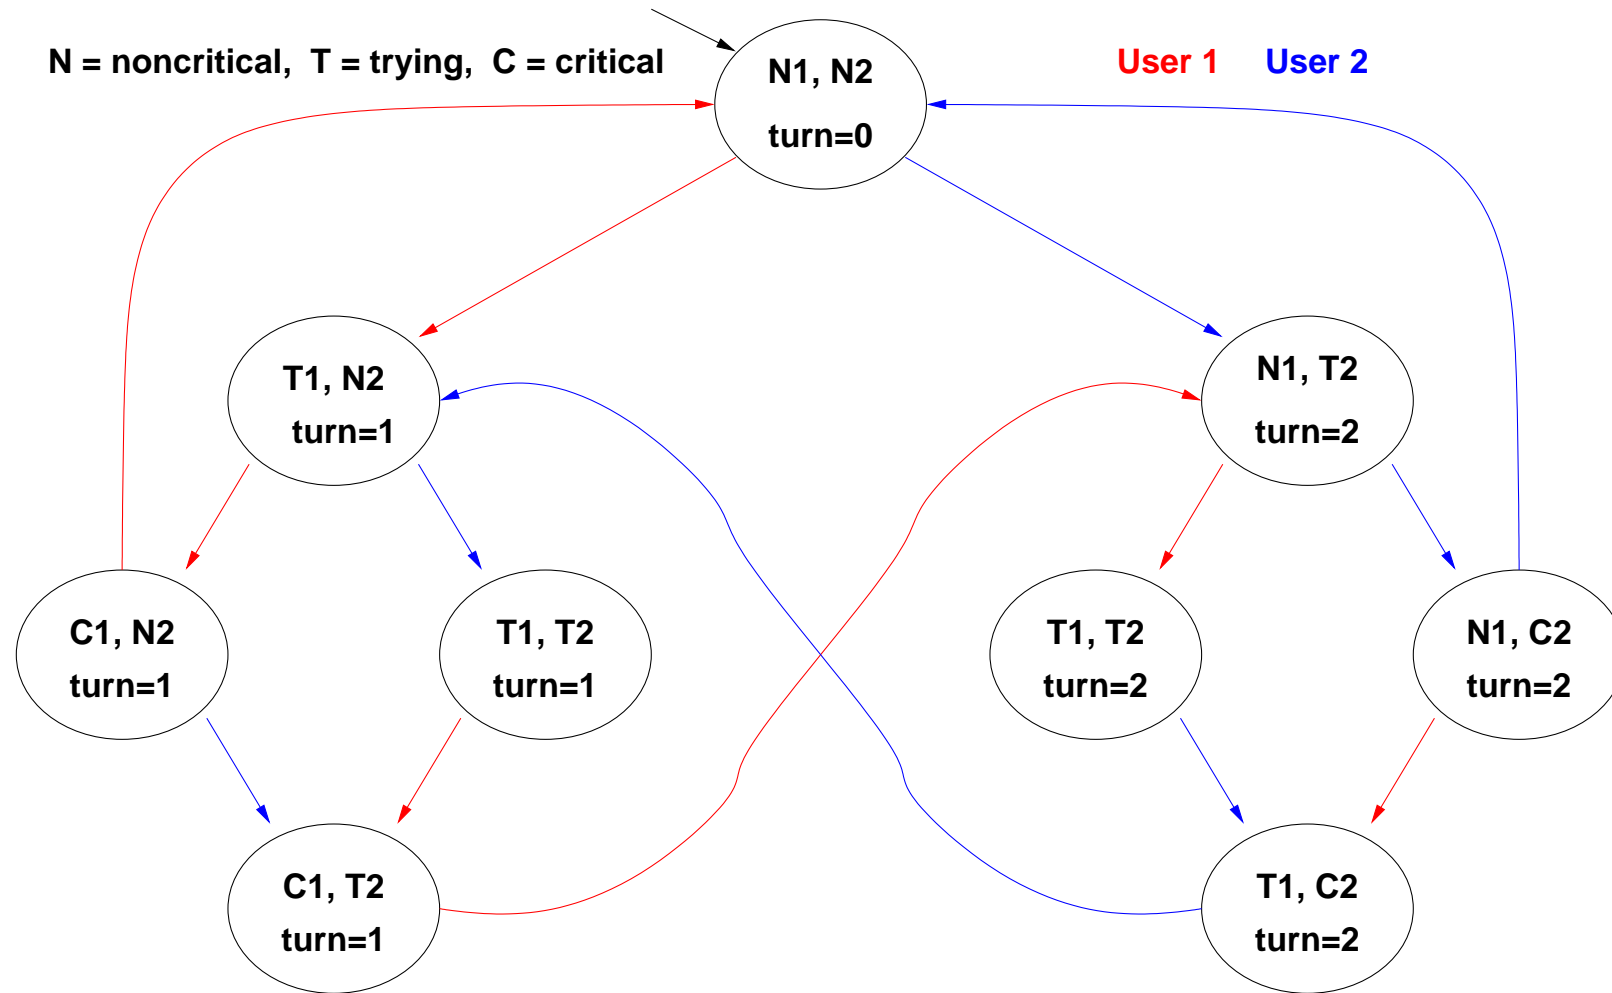 N = noncritical, T = trying, C = critical
User 1 User 2
N1, N2
turn=0
T1, N2
turn=1
N1, T2
turn=2
C1, N2
turn=1
T1, T2
turn=1
T1, T2
turn=2
N1, C2
turn=2
C1, T2
turn=1
T1, C2
turn=2